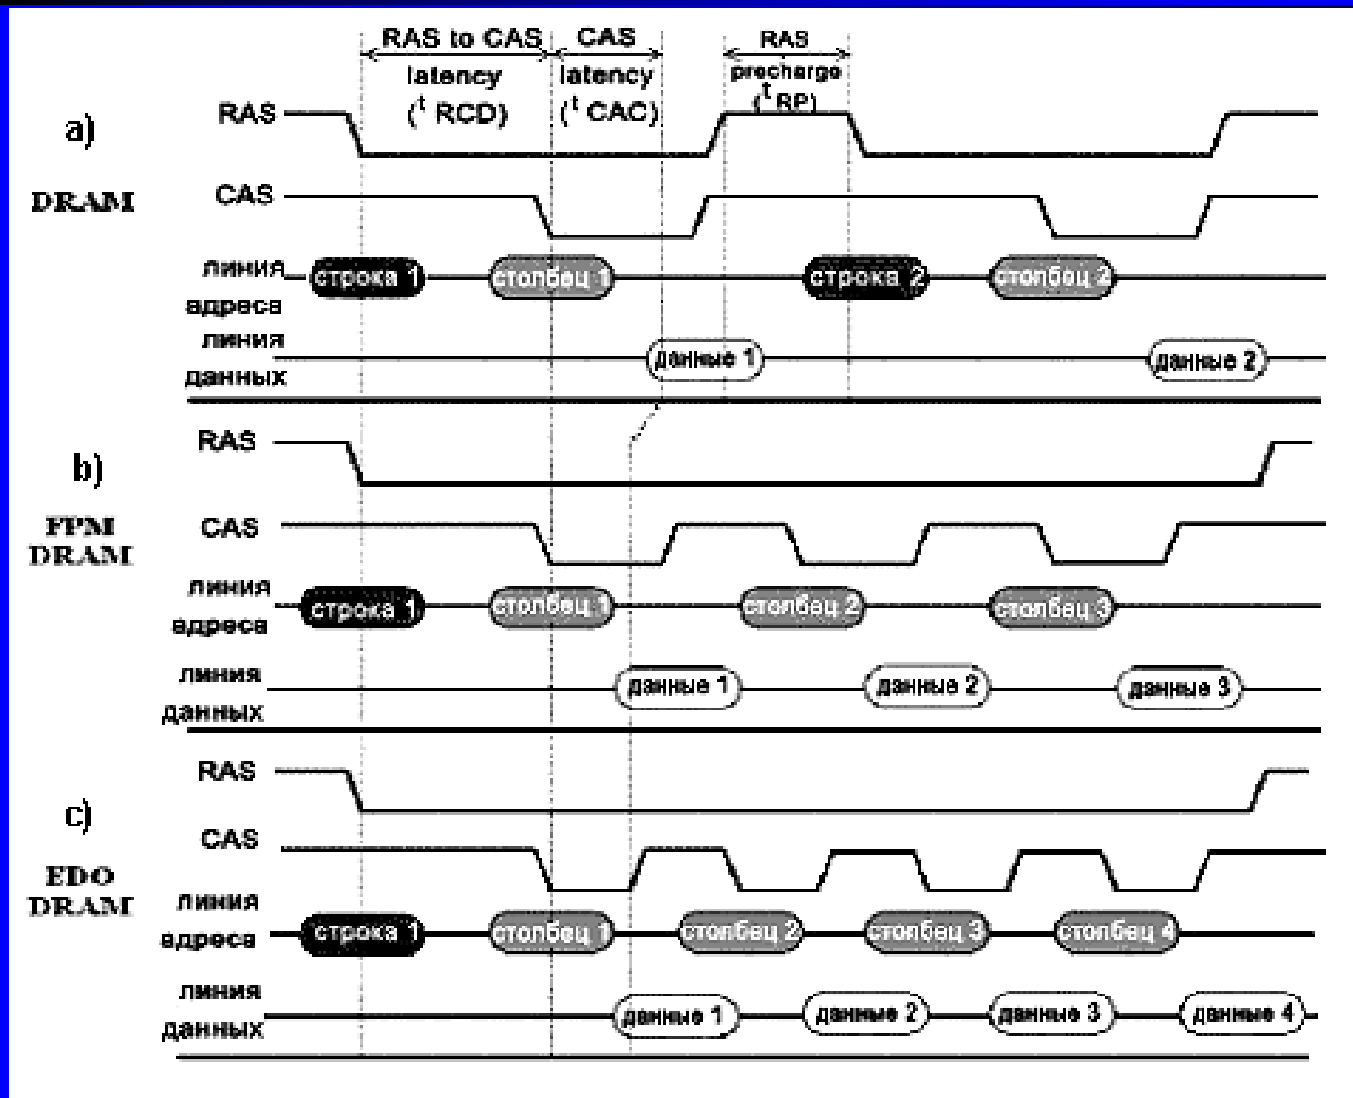 RAS to CAS latency (t RCD)
CAS latency (t CAC)
RAS precharge (t RP)
a)
DRAM
RAS
CAS
линия адреса
строка 1 столбец 1 строка 2 столбец 2
линия данных
данные 1 данные 2
b)
FPM DRAM
RAS
CAS
линия адреса
строка 1 столбец 1 столбец 2 столбец 3
линия данных
данные 1 данные 2 данные 3
c)
EDO DRAM
RAS
CAS
линия адреса
строка 1 столбец 1 столбец 2 столбец 3 столбец 4
линия данных
данные 1 данные 2 данные 3 данные 4